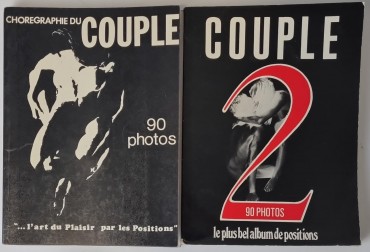 CHOREGRAPHIE DU
COUPLE
90
photos
"...l'art du Plaisir par les Positions"
COUPLE
2
90 PHOTOS
le plus bel album de positions